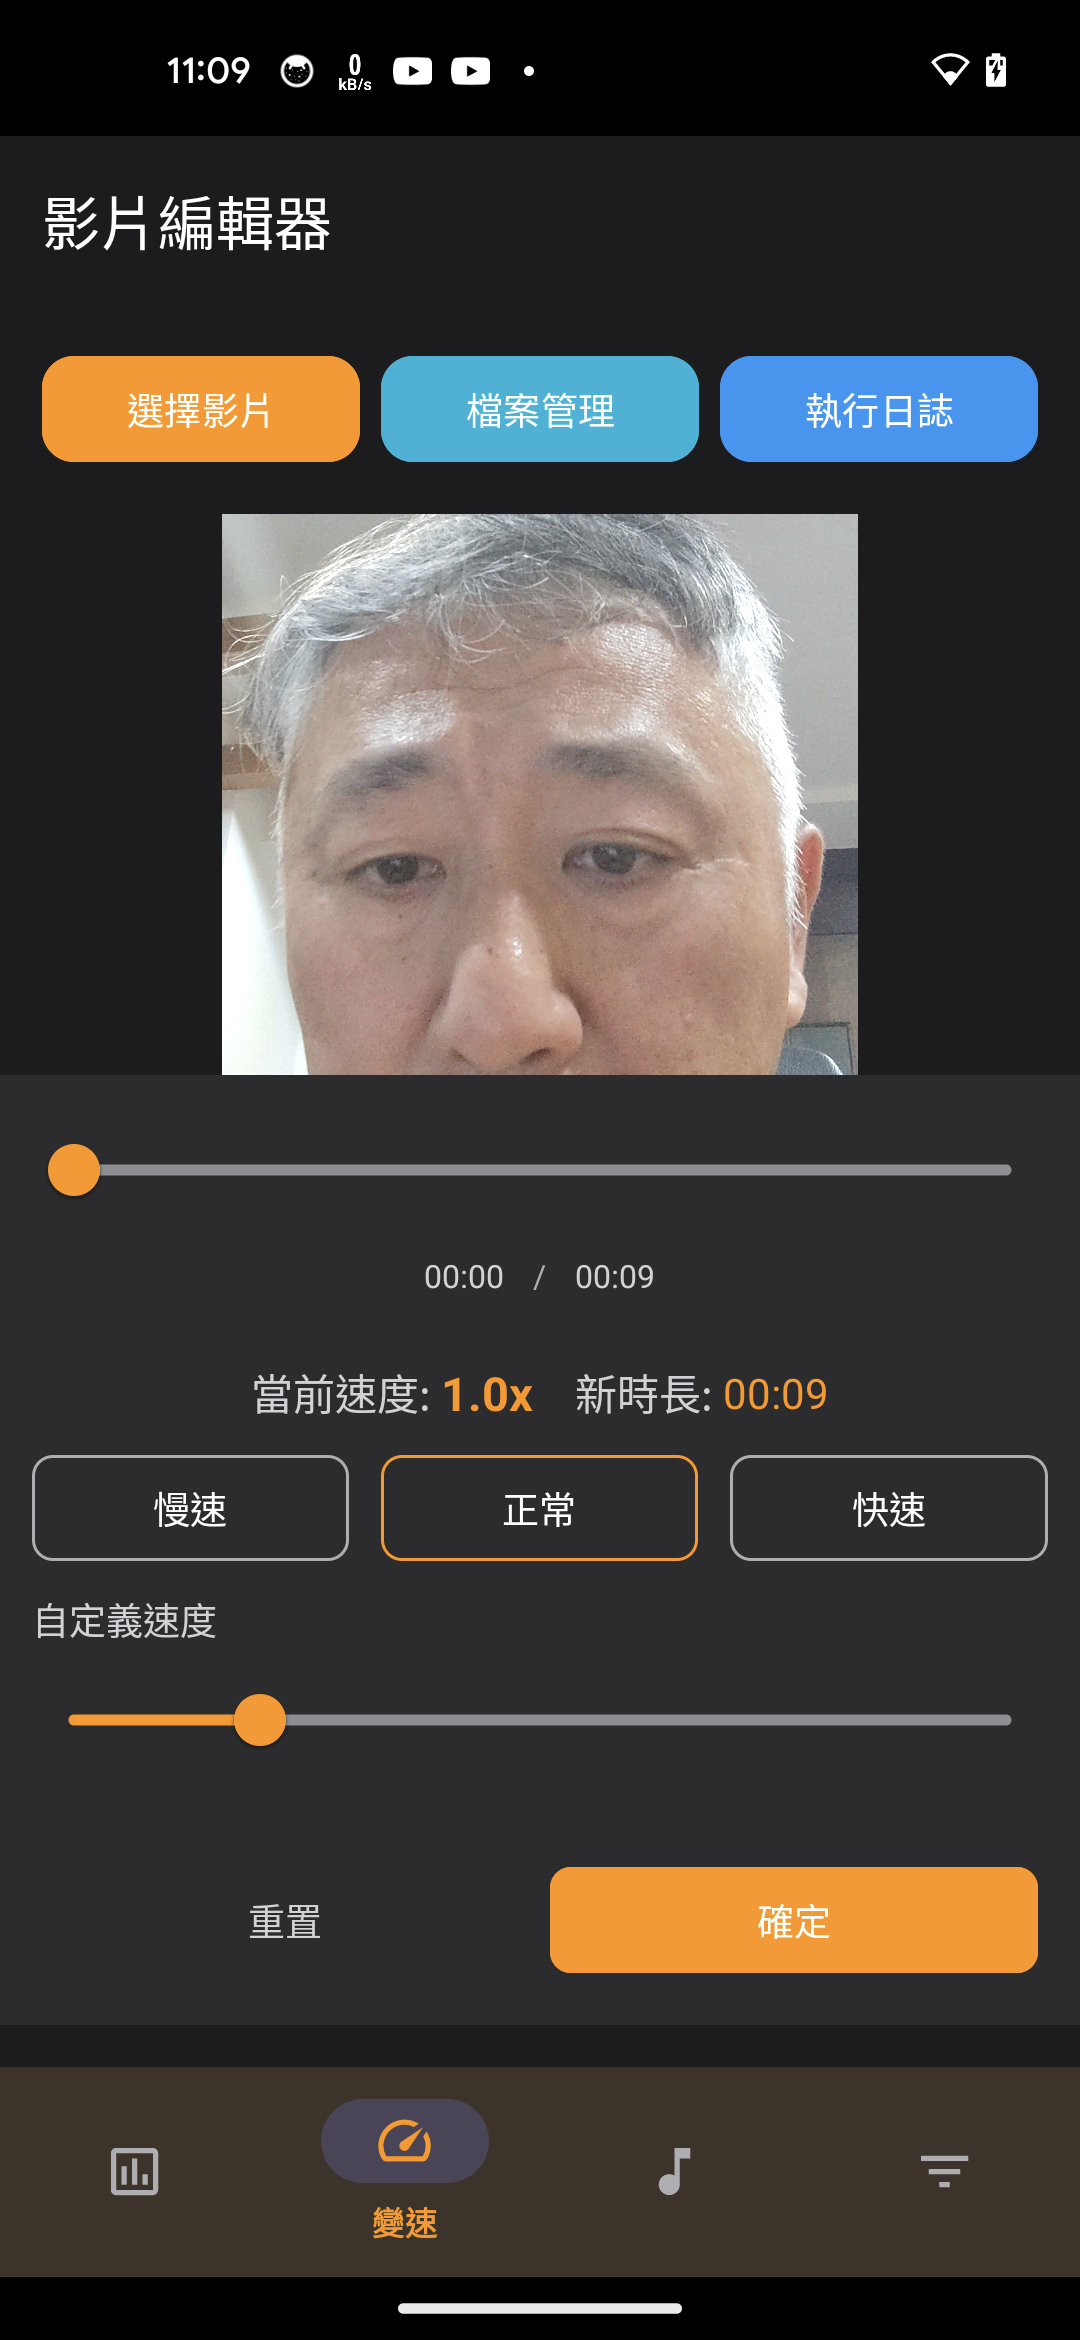 11:09
0
kB/s
影片編輯器
選擇影片 檔案管理 執行日誌
00:00 / 00:09
當前速度: 1.0x 新時長: 00:09
慢速 正常 快速
自定義速度
重置 確定
變速